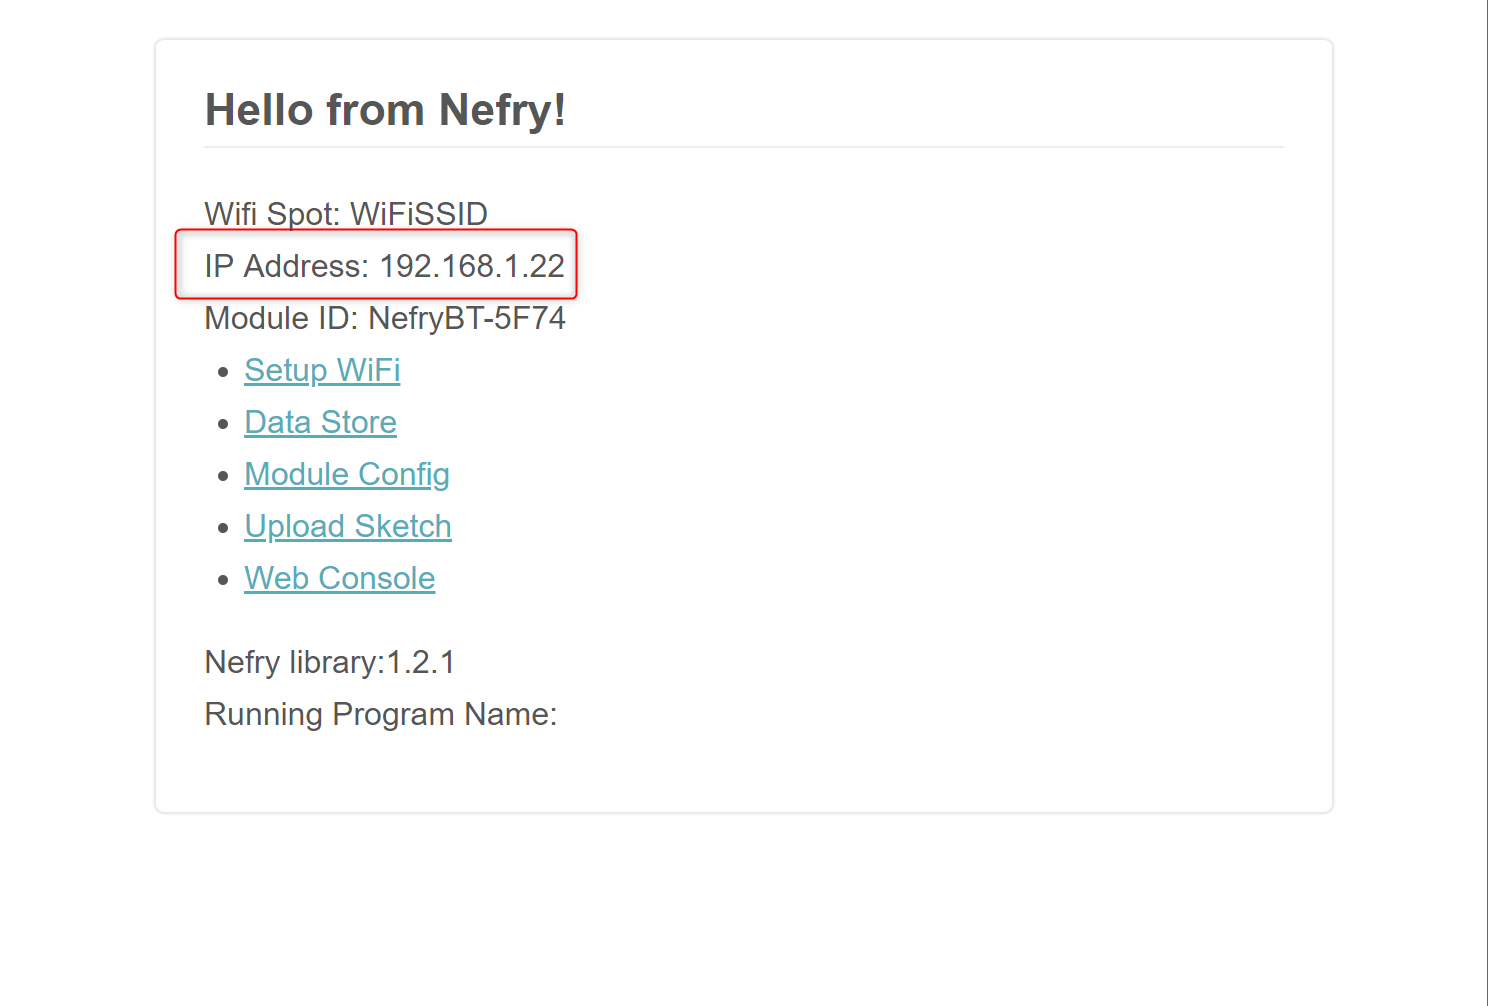 Hello from Nefry!
Wifi Spot: WiFiSSID
IP Address: 192.168.1.22
Module ID: NefryBT-5F74
Setup WiFi
Data Store
Module Config
Upload Sketch
Web Console
Nefry library:1.2.1
Running Program Name: